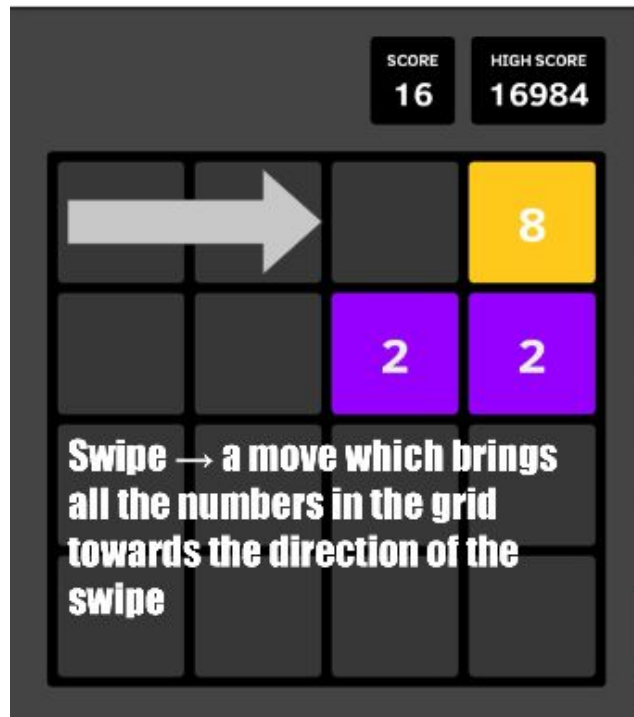 SCORE
16
HIGH SCORE
16984
8
2 2
Swipe → a move which brings
all the numbers in the grid
towards the direction of the
swipe